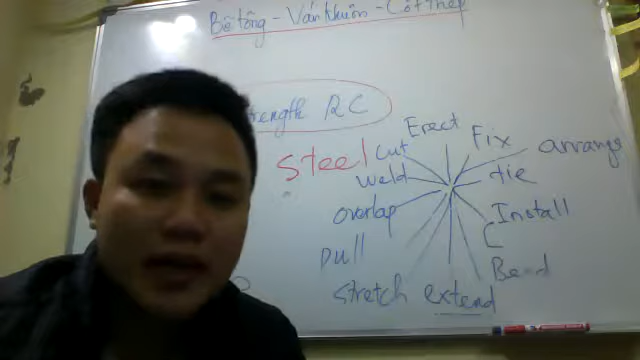 Bê tông - Ván khuôn - Cốt thép
strength RC
Steel
Erect
Fix
arrange
cut
tie
weld
Install
overlap
pull
Bend
stretch extend